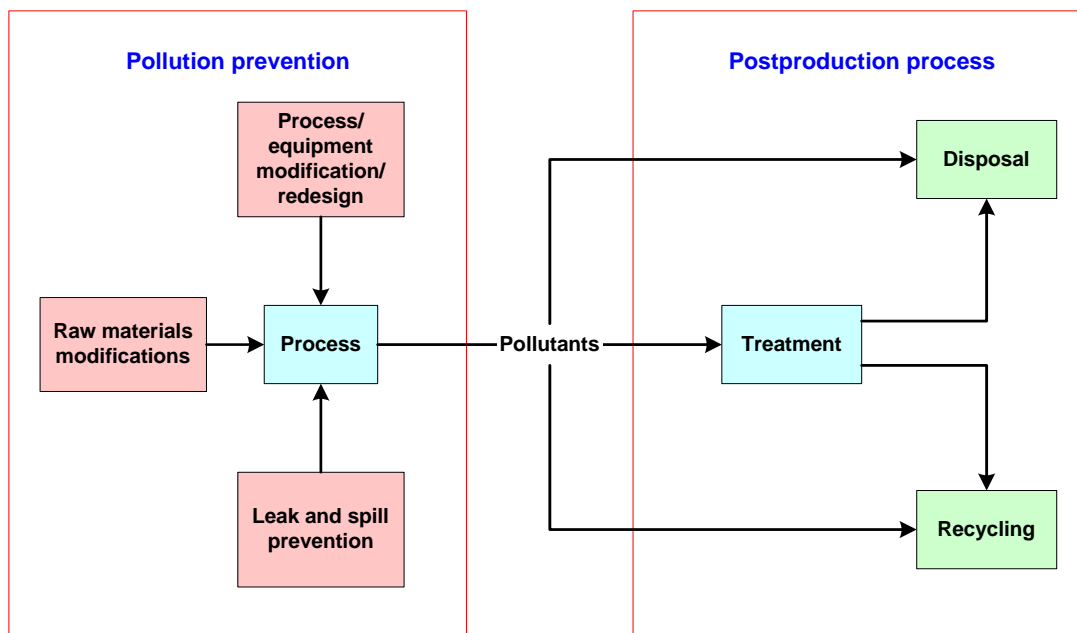 Pollution prevention
Postproduction process
Process/
equipment
modification/
redesign
Disposal
Raw materials
modifications
Process
Pollutants
Treatment
Leak and spill
prevention
Recycling